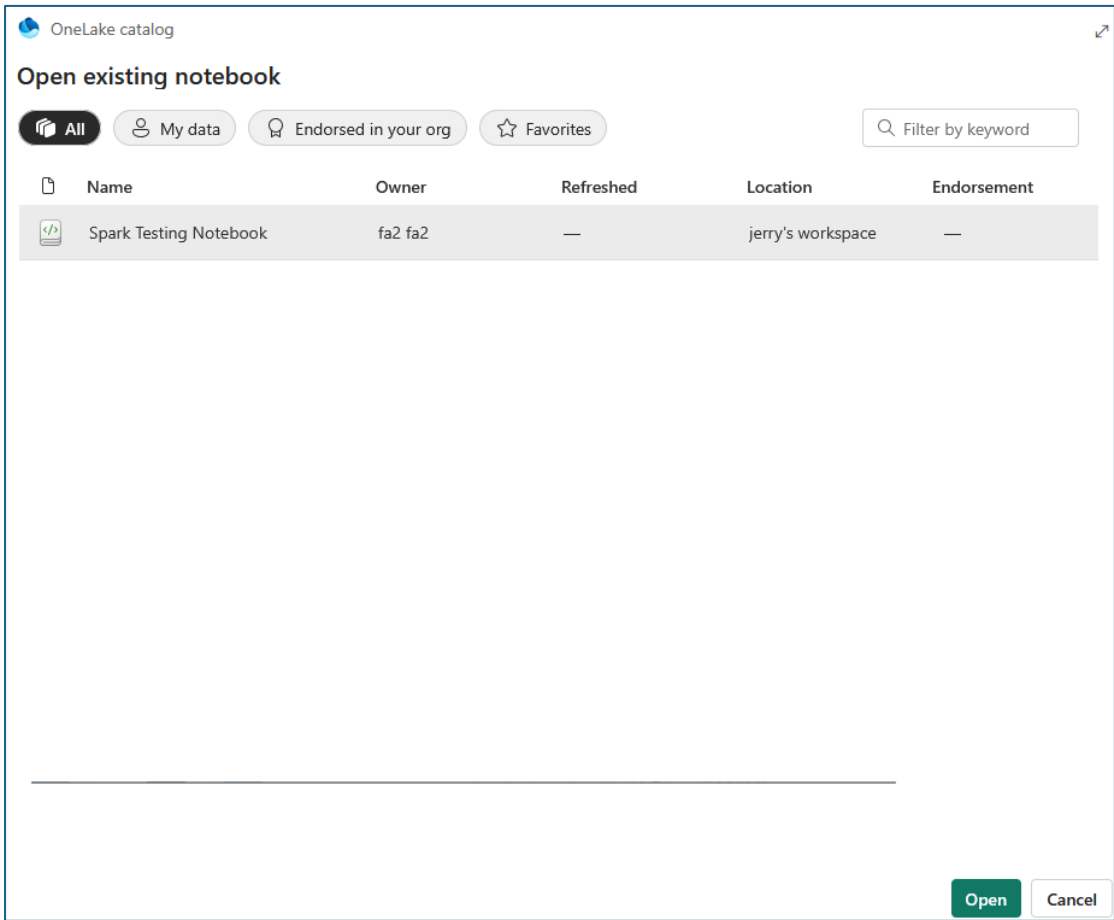 OneLake catalog
Open existing notebook
All My data Endorsed in your org Favorites Filter by keyword
Name Owner Refreshed Location Endorsement
Spark Testing Notebook fa2 fa2 — jerry's workspace —
Open Cancel